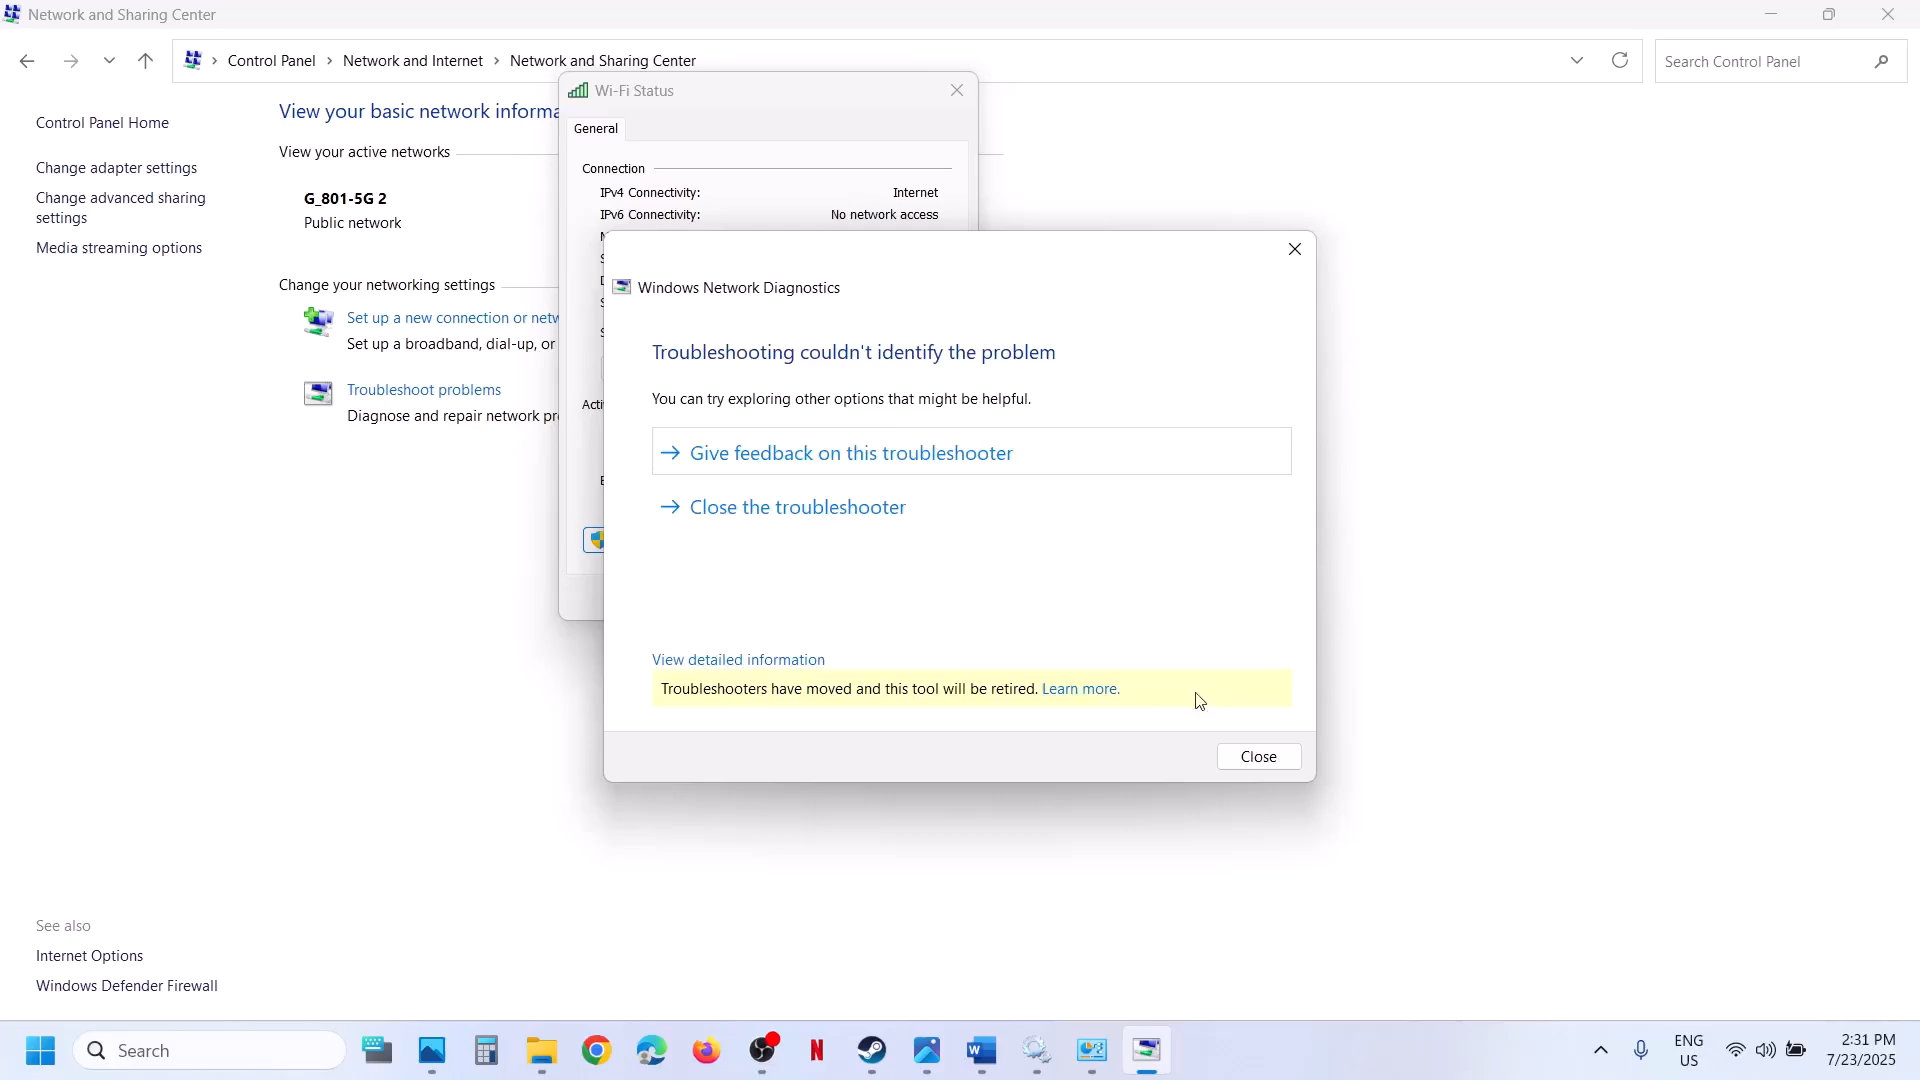 Network and Sharing Center
Control Panel > Network and Internet > Network and Sharing Center
Search Control Panel
Wi-Fi Status
Control Panel Home
Change adapter settings
Change advanced sharing
settings
Media streaming options
View your basic network informa
View your active networks
G_801-5G 2
Public network
Change your networking settings
Set up a new connection or netw
Set up a broadband, dial-up, or
Troubleshoot problems
Diagnose and repair network pr
General
Connection
IPv4 Connectivity: Internet
IPv6 Connectivity: No network access
Acti
Windows Network Diagnostics
Troubleshooting couldn't identify the problem
You can try exploring other options that might be helpful.
→ Give feedback on this troubleshooter
→ Close the troubleshooter
View detailed information
Troubleshooters have moved and this tool will be retired. Learn more.
Close
See also
Internet Options
Windows Defender Firewall
Search
ENG
US
2:31 PM
7/23/2025